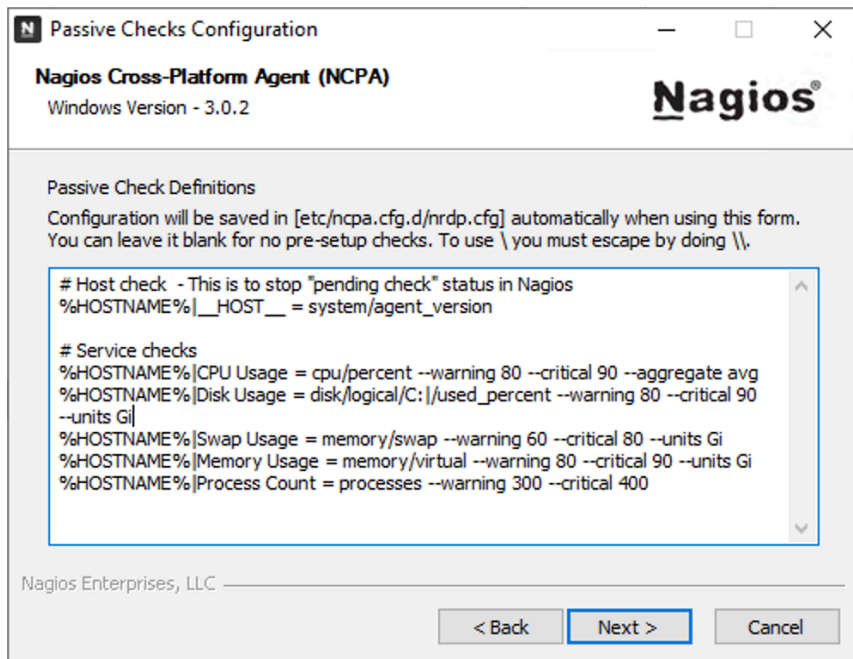 Passive Checks Configuration
Nagios Cross-Platform Agent (NCPA)
Windows Version - 3.0.2
Nagios®
Passive Check Definitions
Configuration will be saved in [etc/ncpa.cfg.d/nrdp.cfg] automatically when using this form.
You can leave it blank for no pre-setup checks. To use \ you must escape by doing \\.
# Host check  - This is to stop "pending check" status in Nagios
%HOSTNAME%|__HOST__ = system/agent_version
# Service checks
%HOSTNAME%|CPU Usage = cpu/percent --warning 80 --critical 90 --aggregate avg
%HOSTNAME%|Disk Usage = disk/logical/C:|/used_percent --warning 80 --critical 90
--units Gi
%HOSTNAME%|Swap Usage = memory/swap --warning 60 --critical 80 --units Gi
%HOSTNAME%|Memory Usage = memory/virtual --warning 80 --critical 90 --units Gi
%HOSTNAME%|Process Count = processes --warning 300 --critical 400
Nagios Enterprises, LLC
< Back
Next >
Cancel